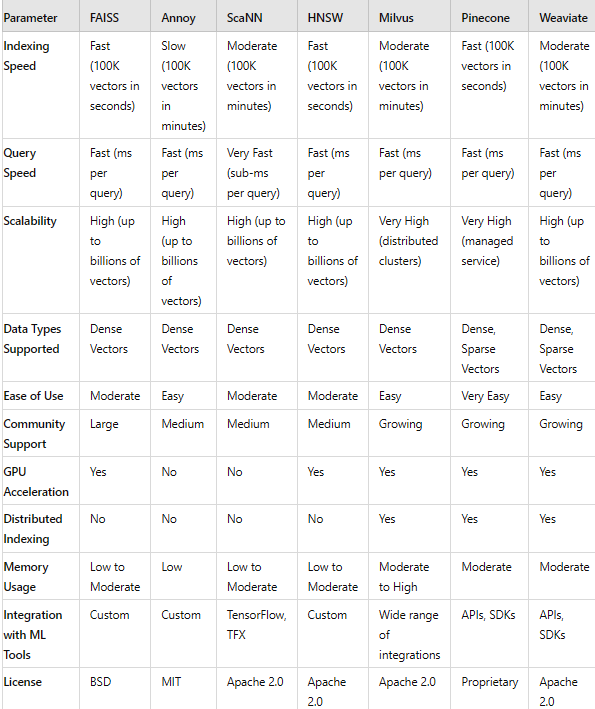 Parameter FAISS Annoy ScaNN HNSW Milvus Pinecone Weaviate
Indexing Fast Slow Moderate Fast Moderate Fast (100K Moderate
Speed (100K (100K (100K (100K (100K vectors in (100K
vectors in vectors vectors in vectors in vectors in seconds) vectors in
seconds) in minutes) seconds) minutes) minutes)
minutes)
Query Fast (ms Fast (ms Very Fast Fast (ms Fast (ms Fast (ms Fast (ms
Speed per per (sub-ms per per query) per query) per
query) query) per query) query) query)
Scalability High (up High High (up to High (up Very High Very High High (up
to (up to billions of to (distributed (managed to
billions of billions vectors) billions of clusters) service) billions of
vectors) of vectors) vectors)
vectors)
Data Types Dense Dense Dense Dense Dense Dense, Dense,
Supported Vectors Vectors Vectors Vectors Vectors Sparse Sparse
Vectors Vectors
Ease of Use Moderate Easy Moderate Moderate Easy Very Easy Easy
Community Large Medium Medium Medium Growing Growing Growing
Support
GPU Yes No No Yes Yes Yes Yes
Acceleration
Distributed No No No No Yes Yes Yes
Indexing
Memory Low to Low Low to Low to Moderate Moderate Moderate
Usage Moderate Moderate Moderate to High
Integration Custom Custom TensorFlow, Custom Wide range APIs, SDKs APIs,
with ML TFX of SDKs
Tools integrations
License BSD MIT Apache 2.0 Apache Apache 2.0 Proprietary Apache
2.0 2.0